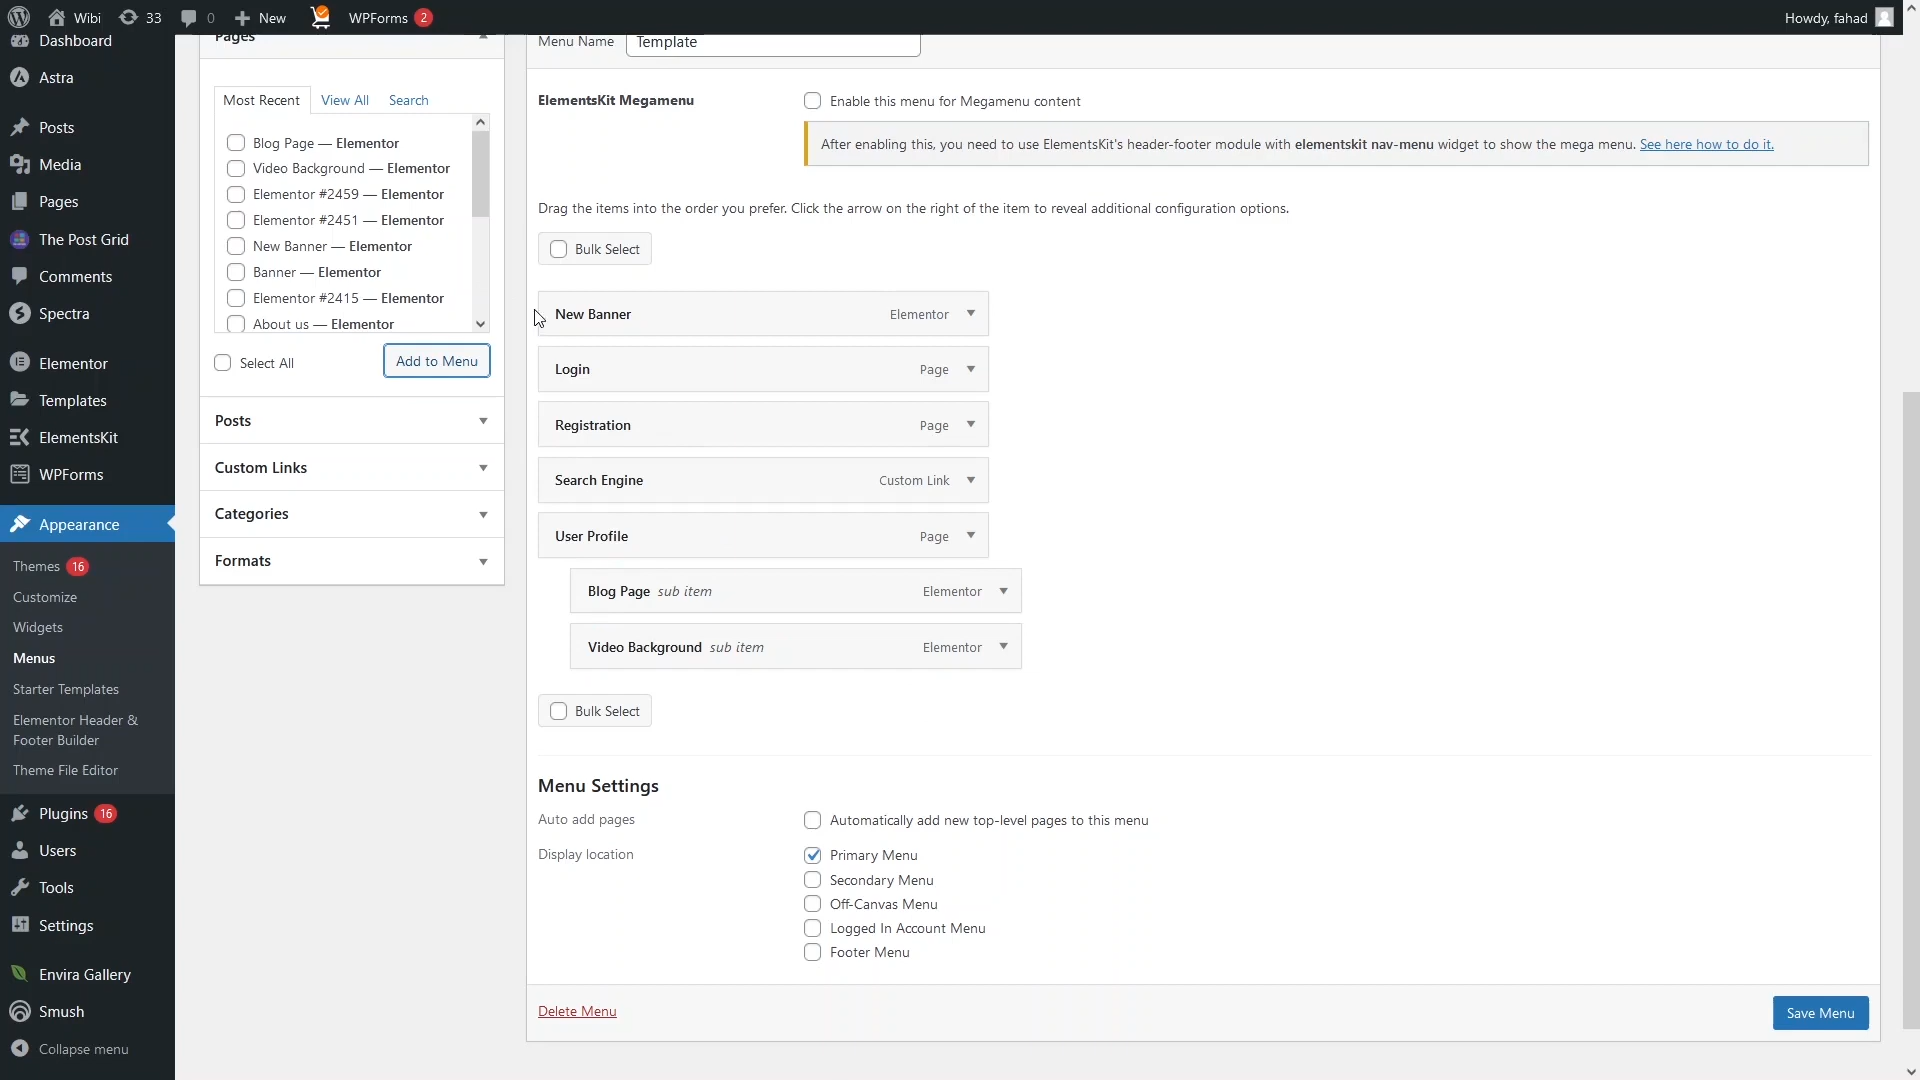 Wibi 33 0 New WPForms 2 Howdy, fahad
Dashboard
Astra
Posts
Media
Pages
The Post Grid
Comments
Spectra
Elementor
Templates
ElementsKit
WPForms
Appearance
Themes 16
Customize
Widgets
Menus
Starter Templates
Elementor Header &
Footer Builder
Theme File Editor
Plugins 16
Users
Tools
Settings
Envira Gallery
Smush
Collapse menu
Pages
Most Recent View All Search
Blog Page — Elementor
Video Background — Elementor
Elementor #2459 — Elementor
Elementor #2451 — Elementor
New Banner — Elementor
Banner — Elementor
Elementor #2415 — Elementor
About us — Elementor
Select All Add to Menu
Posts
Custom Links
Categories
Formats
Menu Name Template
ElementsKit Megamenu Enable this menu for Megamenu content
After enabling this, you need to use ElementsKit's header-footer module with elementskit nav-menu widget to show the mega menu. See here how to do it.
Drag the items into the order you prefer. Click the arrow on the right of the item to reveal additional configuration options.
Bulk Select
New Banner Elementor
Login Page
Registration Page
Search Engine Custom Link
User Profile Page
Blog Page sub item Elementor
Video Background sub item Elementor
Bulk Select
Menu Settings
Auto add pages Automatically add new top-level pages to this menu
Display location Primary Menu
Secondary Menu
Off-Canvas Menu
Logged In Account Menu
Footer Menu
Delete Menu Save Menu